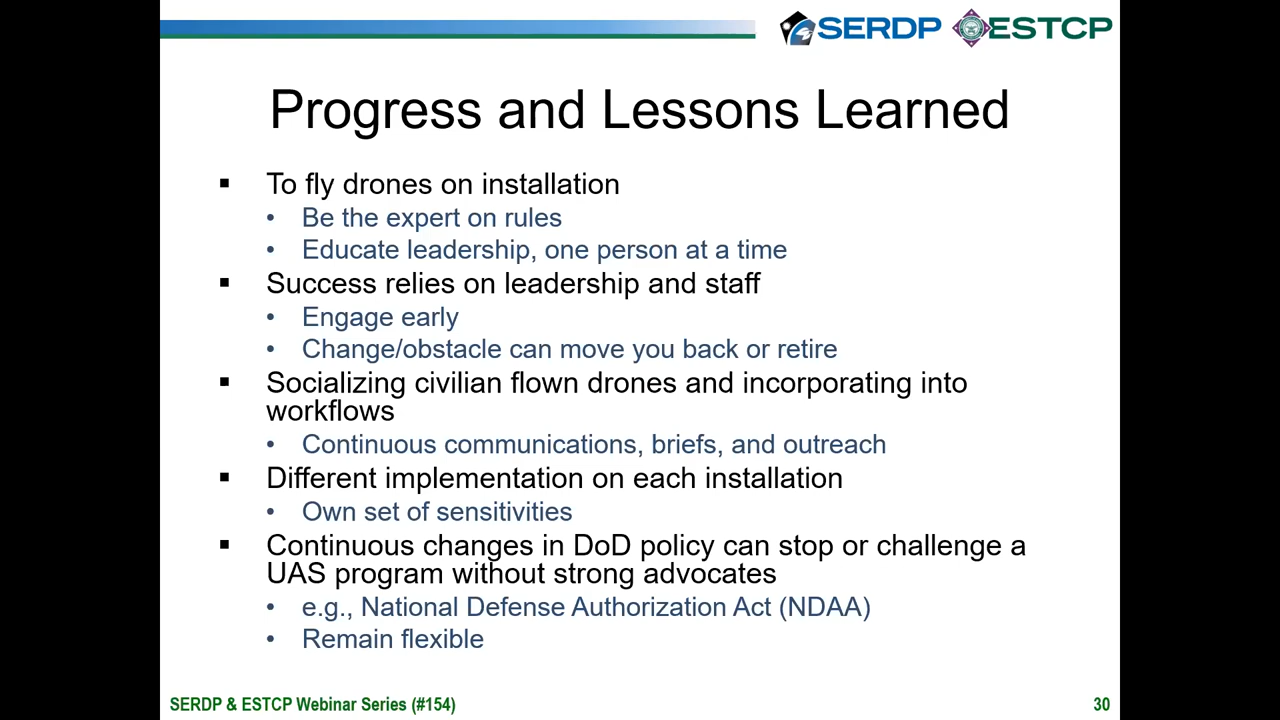 SERDP ESTCP
Progress and Lessons Learned
▪ To fly drones on installation
• Be the expert on rules
• Educate leadership, one person at a time
▪ Success relies on leadership and staff
• Engage early
• Change/obstacle can move you back or retire
▪ Socializing civilian flown drones and incorporating into
workflows
• Continuous communications, briefs, and outreach
▪ Different implementation on each installation
• Own set of sensitivities
▪ Continuous changes in DoD policy can stop or challenge a
UAS program without strong advocates
• e.g., National Defense Authorization Act (NDAA)
• Remain flexible
SERDP & ESTCP Webinar Series (#154)
30